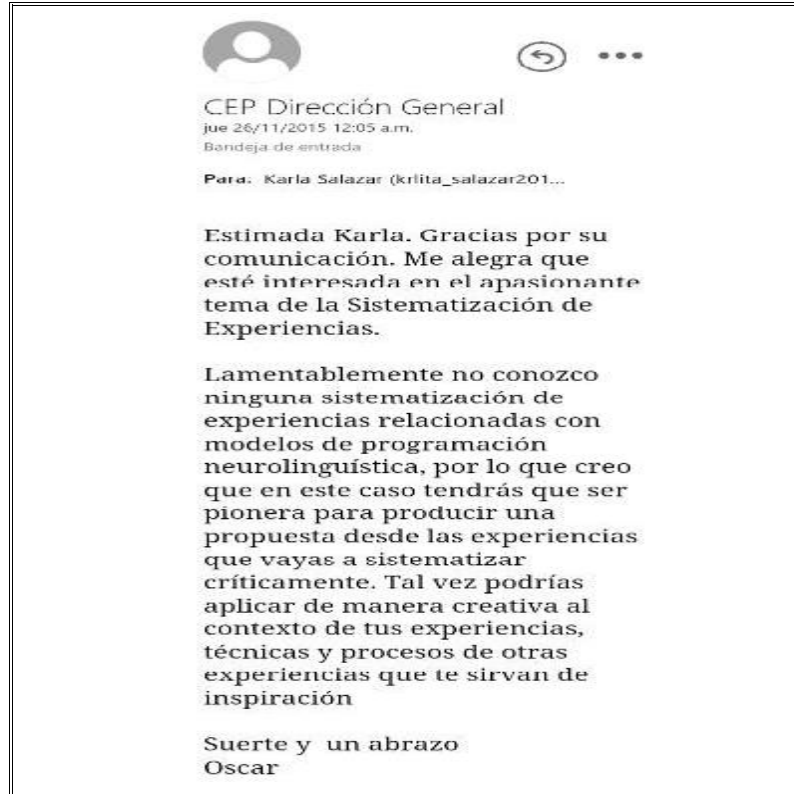 CEP Dirección General
jue 26/11/2015 12:05 a.m.
Bandeja de entrada
Para: Karla Salazar (krlita_salazar201...
Estimada Karla. Gracias por su
comunicación. Me alegra que
esté interesada en el apasionante
tema de la Sistematización de
Experiencias.
Lamentablemente no conozco
ninguna sistematización de
experiencias relacionadas con
modelos de programación
neurolinguística, por lo que creo
que en este caso tendrás que ser
pionera para producir una
propuesta desde las experiencias
que vayas a sistematizar
críticamente. Tal vez podrías
aplicar de manera creativa al
contexto de tus experiencias,
técnicas y procesos de otras
experiencias que te sirvan de
inspiración
Suerte y  un abrazo
Oscar